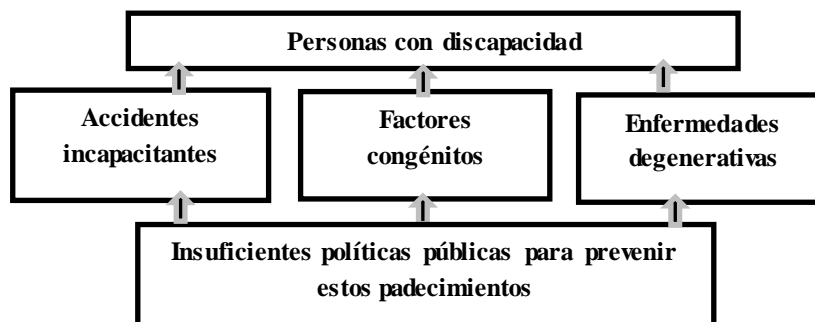 Personas con discapacidad
Accidentes
incapacitantes
Factores
congénitos
Enfermedades
degenerativas
Insuficientes políticas públicas para prevenir
estos padecimientos